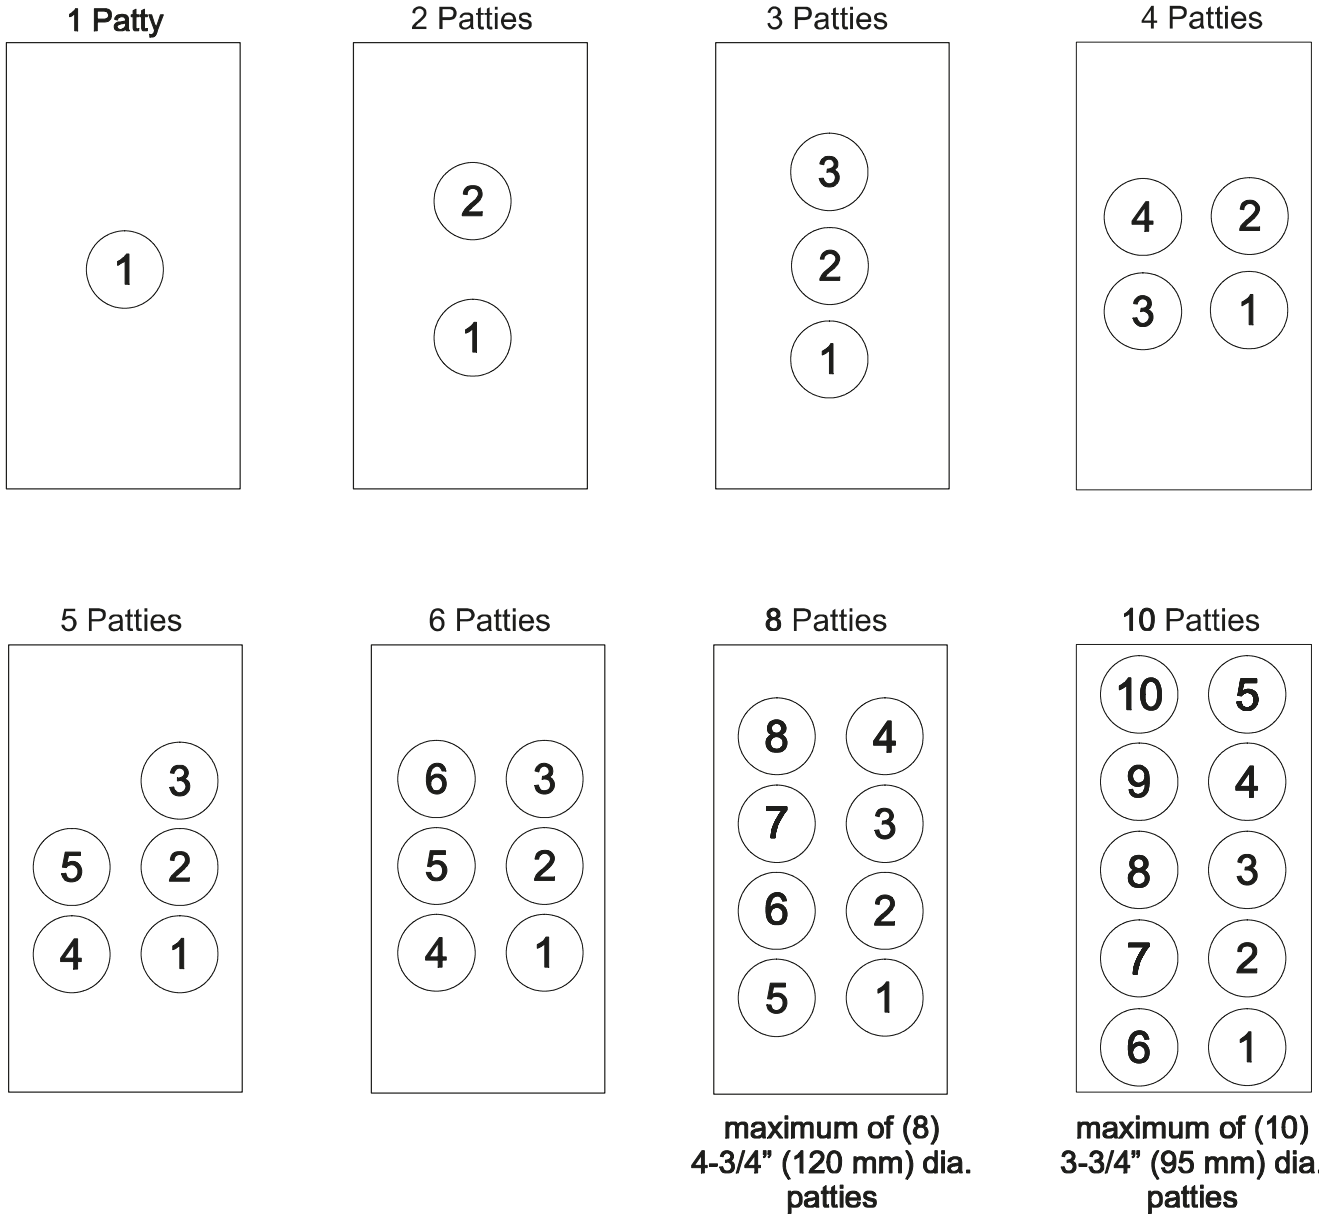 1 Patty
2 Patties
3 Patties
4 Patties
1
2
1
3
2
1
4 2
3 1
5 Patties
6 Patties
8 Patties
10 Patties
3
5 2
4 1
6 3
5 2
4 1
8 4
7 3
6 2
5 1
10 5
9 4
8 3
7 2
6 1
maximum of (8)
4-3/4” (120 mm) dia.
patties
maximum of (10)
3-3/4” (95 mm) dia.
patties